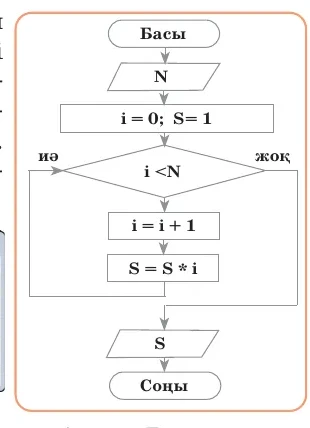 Басы
N
i = 0; S= 1
иә
жоқ
i <N
i = i + 1
S = S * i
S
Соңы